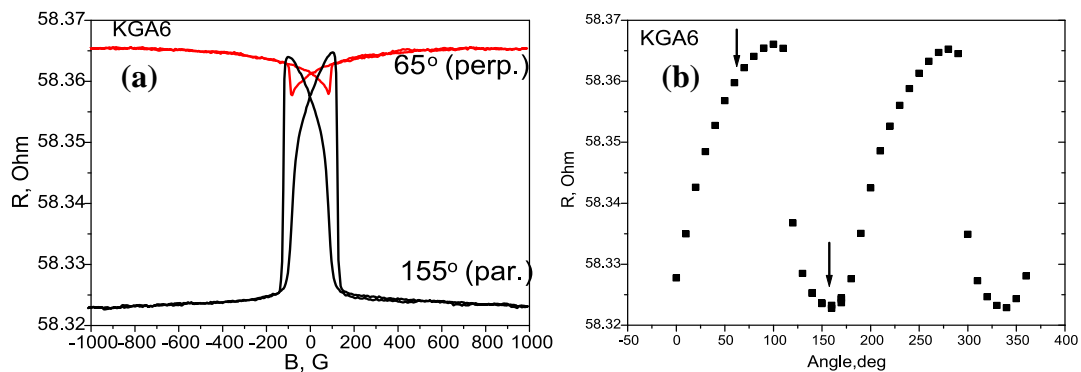 KGA6
(a)
65° (perp.)
155° (par.)
R, Ohm
58.37
58.36
58.35
58.34
58.33
58.32
-1000 -800 -600 -400 -200 0 200 400 600 800 1000
B, G
KGA6
(b)
R, Ohm
58.37
58.36
58.35
58.34
58.33
58.32
-50 0 50 100 150 200 250 300 350 400
Angle,deg